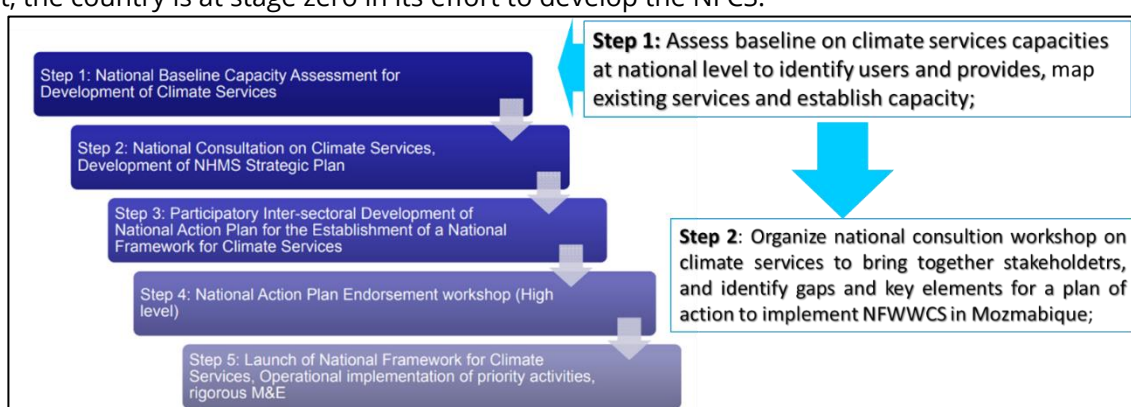 t, the country is at stage zero in its effort to develop the NFCS.
Step 1: National Baseline Capacity Assessment for
Development of Climate Services
Step 2: National Consultation on Climate Services,
Development of NHMS Strategic Plan
Step 3: Participatory Inter-sectoral Development of
National Action Plan for the Establishment of a National
Framework for Climate Services
Step 4: National Action Plan Endorsement workshop (High
level)
Step 5: Launch of National Framework for Climate
Services, Operational implementation of priority activities,
rigorous M&E
Step 1: Assess baseline on climate services capacities
at national level to identify users and provides, map
existing services and establish capacity;
Step 2: Organize national consultion workshop on
climate services to bring together stakeholdetrs,
and identify gaps and key elements for a plan of
action to implement NFWWCS in Mozmabique;